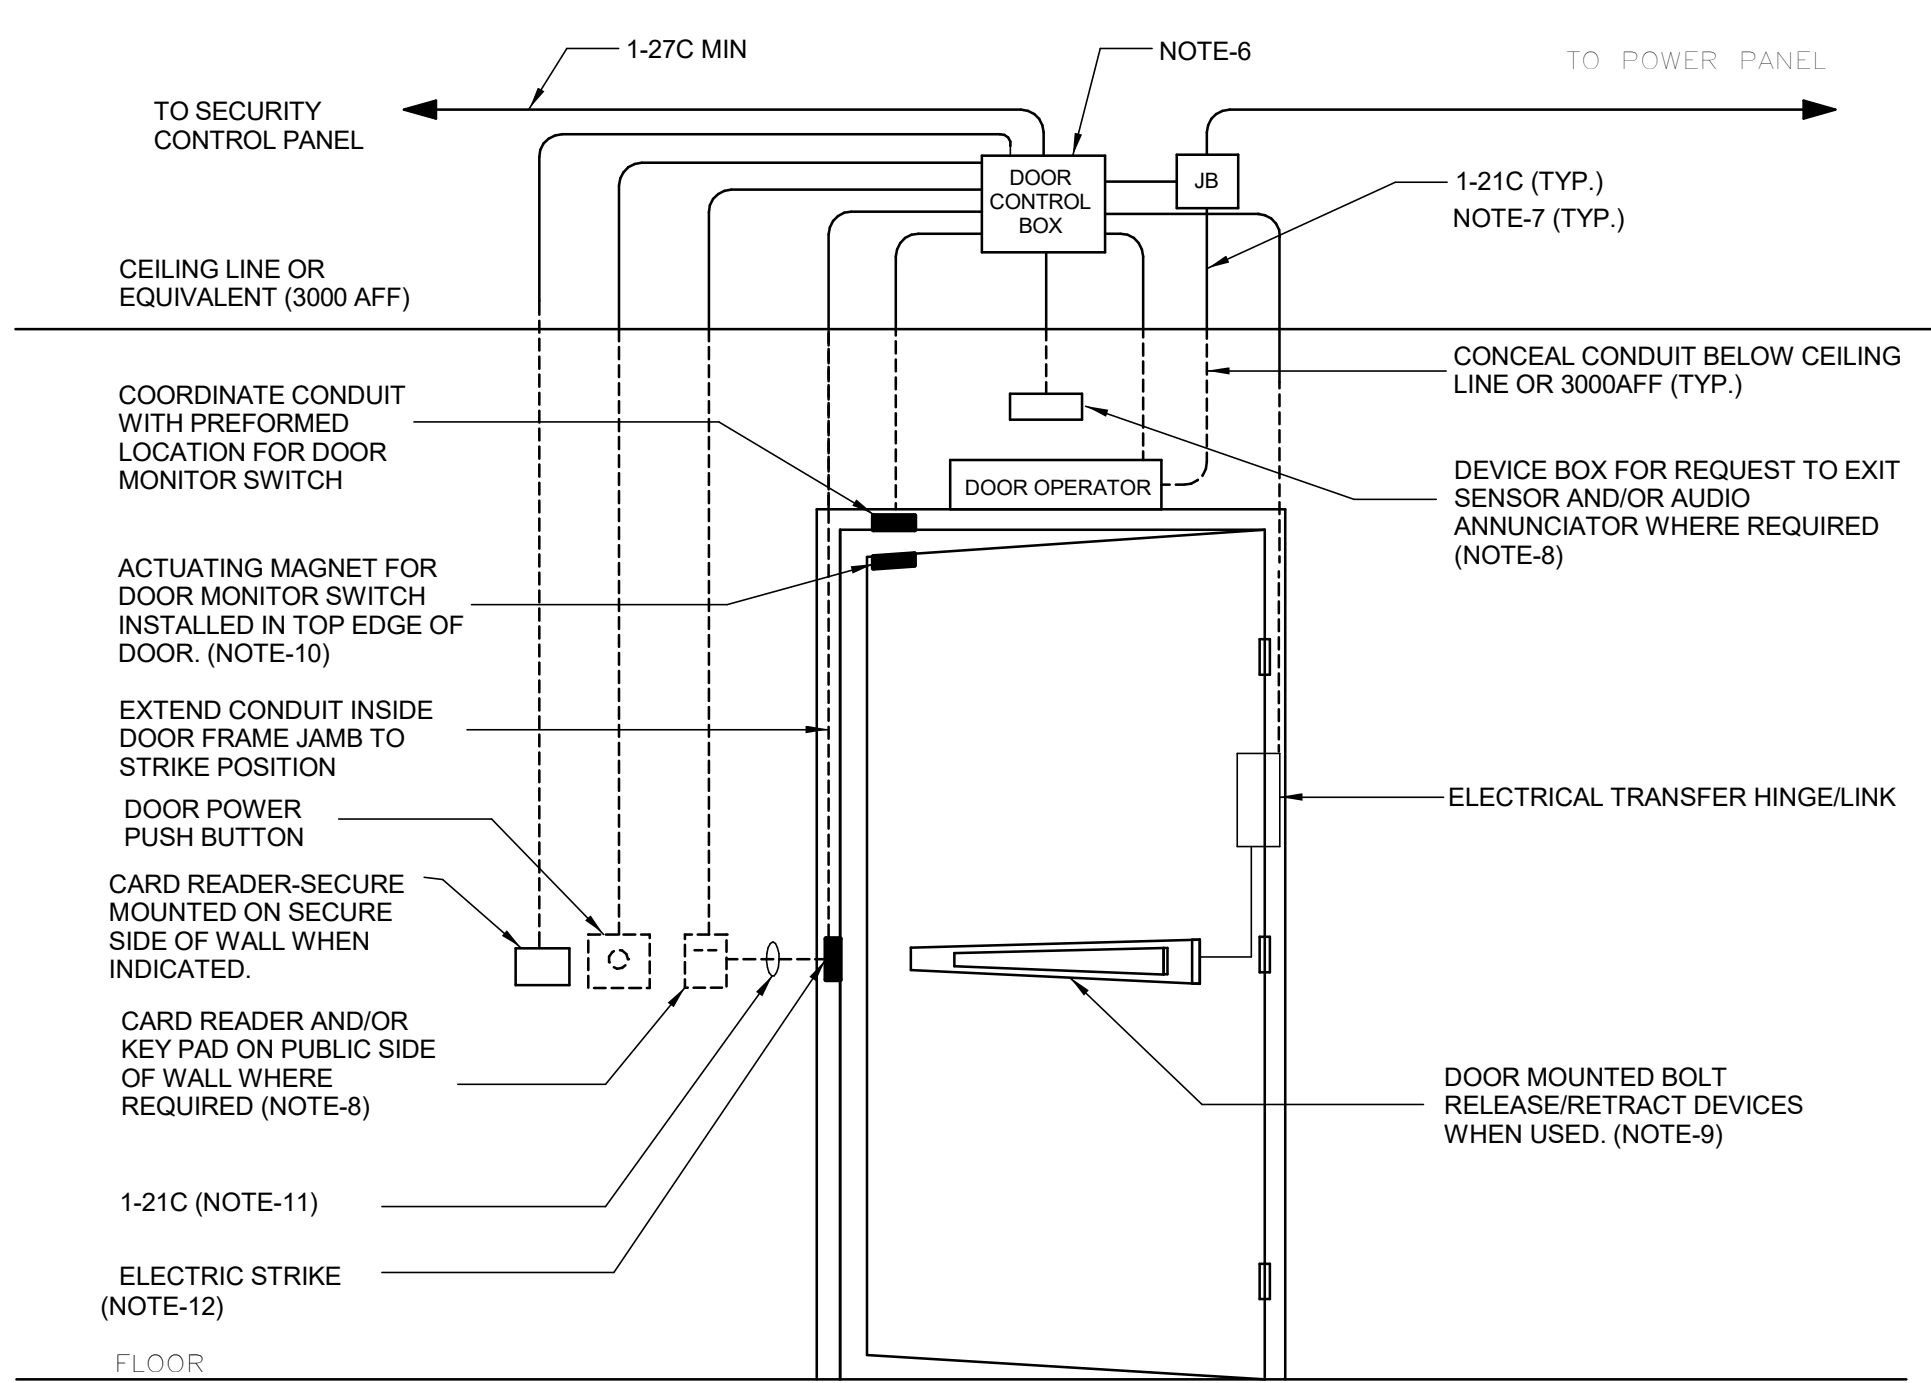 1-27C MIN
NOTE-6
TO POWER PANEL
TO SECURITY
CONTROL PANEL
DOOR
CONTROL
BOX
JB
1-21C (TYP.)
NOTE-7 (TYP.)
CEILING LINE OR
EQUIVALENT (3000 AFF)
CONCEAL CONDUIT BELOW CEILING
LINE OR 3000AFF (TYP.)
COORDINATE CONDUIT
WITH PREFORMED
LOCATION FOR DOOR
MONITOR SWITCH
DOOR OPERATOR
DEVICE BOX FOR REQUEST TO EXIT
SENSOR AND/OR AUDIO
ANNUNCIATOR WHERE REQUIRED
(NOTE-8)
ACTUATING MAGNET FOR
DOOR MONITOR SWITCH
INSTALLED IN TOP EDGE OF
DOOR. (NOTE-10)
EXTEND CONDUIT INSIDE
DOOR FRAME JAMB TO
STRIKE POSITION
ELECTRICAL TRANSFER HINGE/LINK
DOOR POWER
PUSH BUTTON
CARD READER-SECURE
MOUNTED ON SECURE
SIDE OF WALL WHEN
INDICATED.
CARD READER AND/OR
KEY PAD ON PUBLIC SIDE
OF WALL WHERE
REQUIRED (NOTE-8)
DOOR MOUNTED BOLT
RELEASE/RETRACT DEVICES
WHEN USED. (NOTE-9)
1-21C (NOTE-11)
ELECTRIC STRIKE
(NOTE-12)
FLOOR